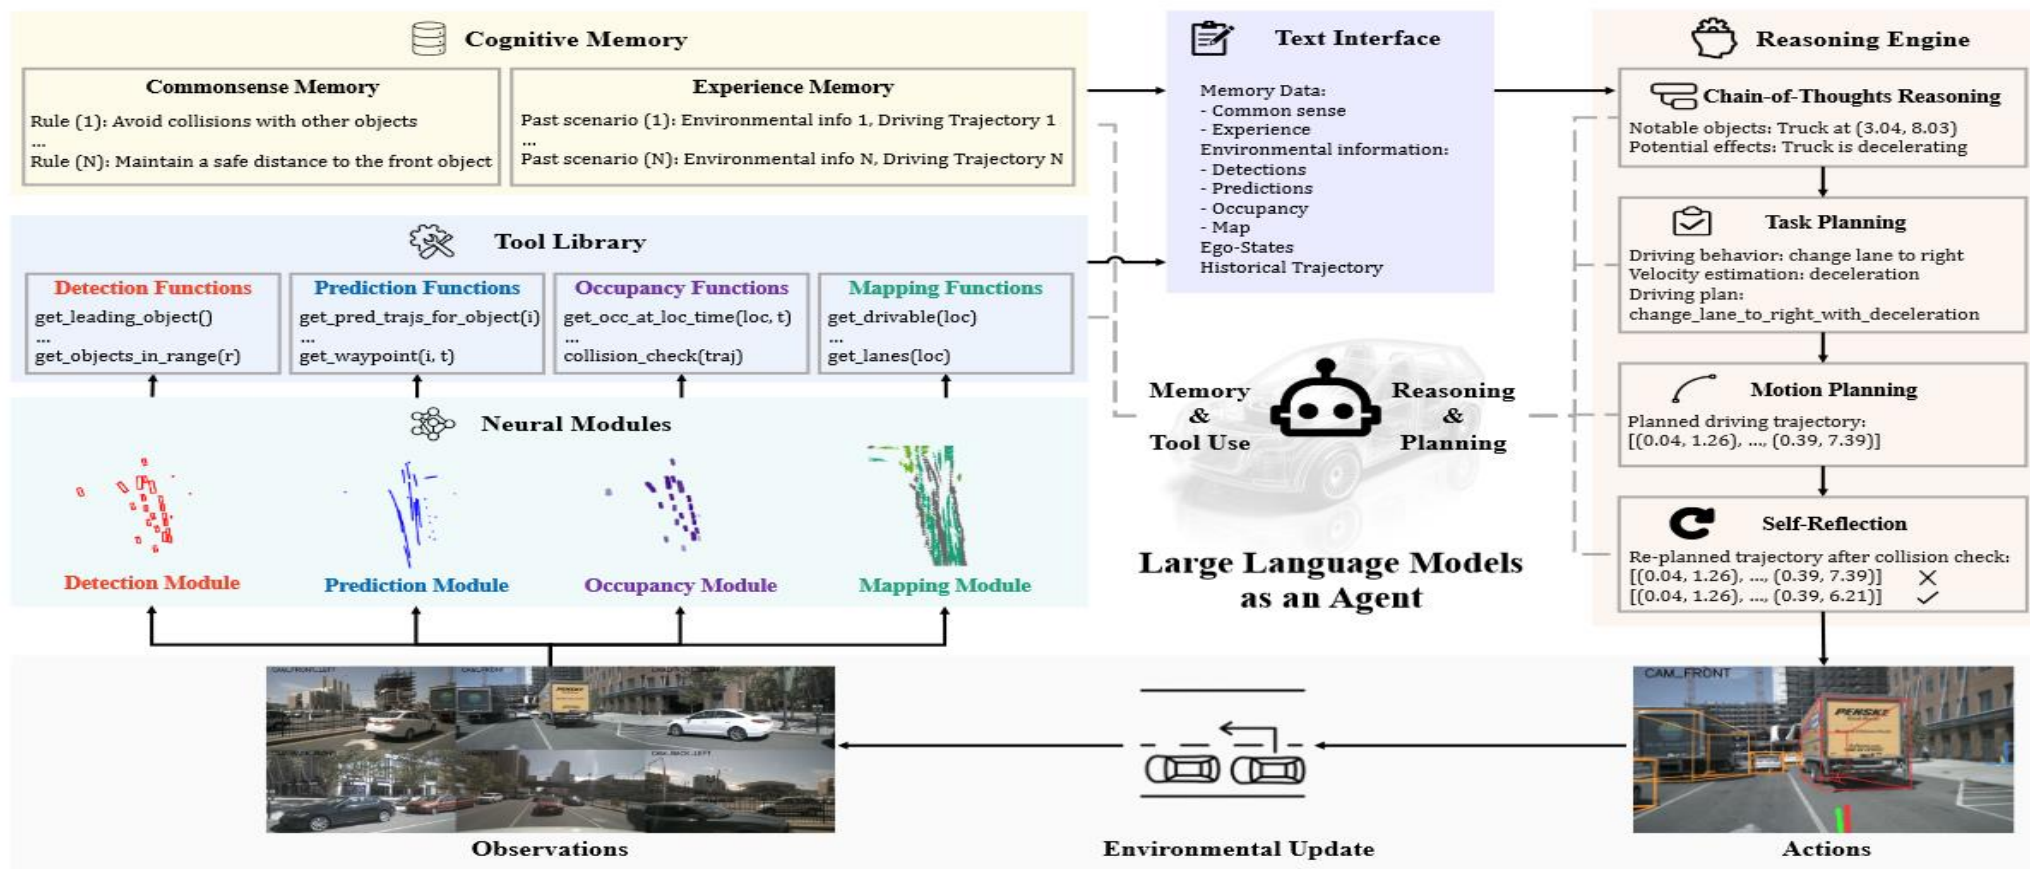 Cognitive Memory
Commonsense Memory
Rule (1): Avoid collisions with other objects
...
Rule (N): Maintain a safe distance to the front object
Experience Memory
Past scenario (1): Environmental info 1, Driving Trajectory 1
...
Past scenario (N): Environmental info N, Driving Trajectory N
Tool Library
Detection Functions
get_leading_object()
...
get_objects_in_range(r)
Prediction Functions
get_pred_trajs_for_object(i)
...
get_waypoint(i, t)
Occupancy Functions
get_occ_at_loc_time(loc, t)
...
collision_check(traj)
Mapping Functions
get_drivable(loc)
...
get_lanes(loc)
Neural Modules
Detection Module
Prediction Module
Occupancy Module
Mapping Module
Text Interface
Memory Data:
- Common sense
- Experience
Environmental information:
- Detections
- Predictions
- Occupancy
- Map
Ego-States
Historical Trajectory
Memory
&
Tool Use
Reasoning
&
Planning
Large Language Models
as an Agent
Reasoning Engine
Chain-of-Thoughts Reasoning
Notable objects: Truck at (3.04, 8.03)
Potential effects: Truck is decelerating
Task Planning
Driving behavior: change lane to right
Velocity estimation: deceleration
Driving plan:
change_lane_to_right_with_deceleration
Motion Planning
Planned driving trajectory:
[(0.04, 1.26), ..., (0.39, 7.39)]
Self-Reflection
Re-planned trajectory after collision check:
[(0.04, 1.26), ..., (0.39, 7.39)]
[(0.04, 1.26), ..., (0.39, 6.21)]
PENSKE
Observations
Environmental Update
CAM_FRONT
PENSKE
Actions